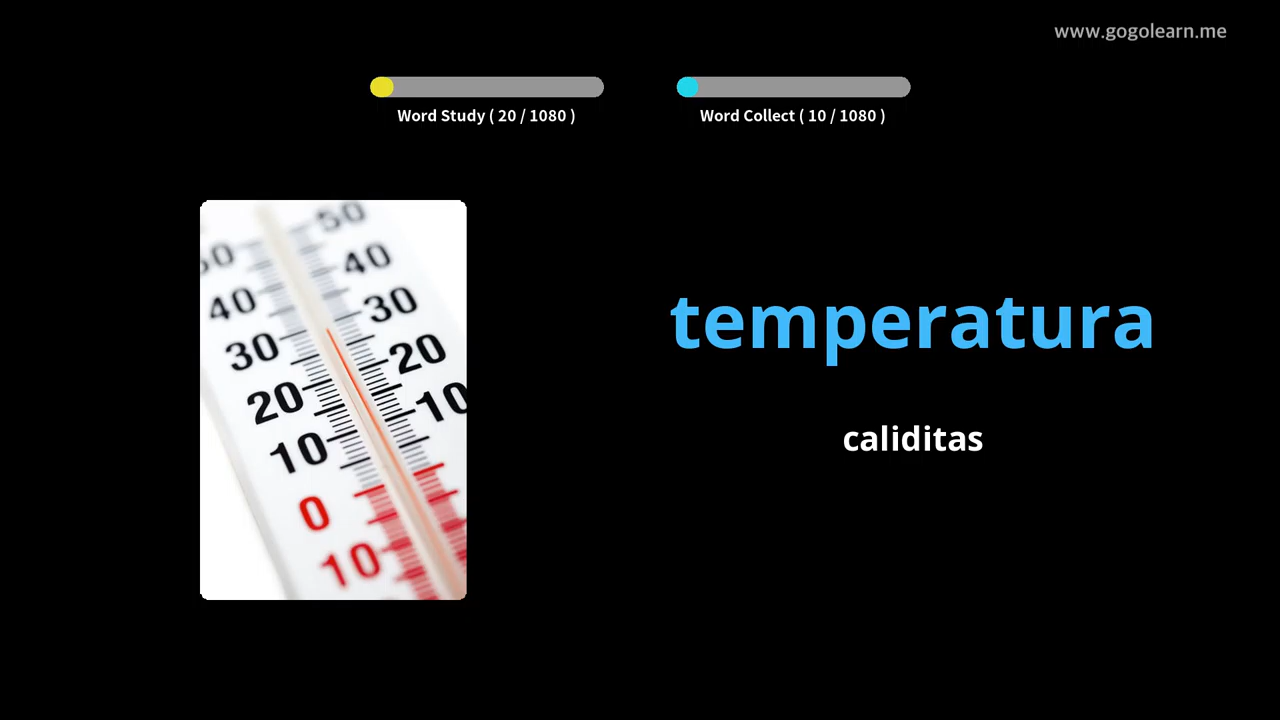 www.gogolearn.me
Word Study ( 20 / 1080 )
Word Collect ( 10 / 1080 )
50
40
40
30
30
20
20
10
10
0
10
temperatura
caliditas